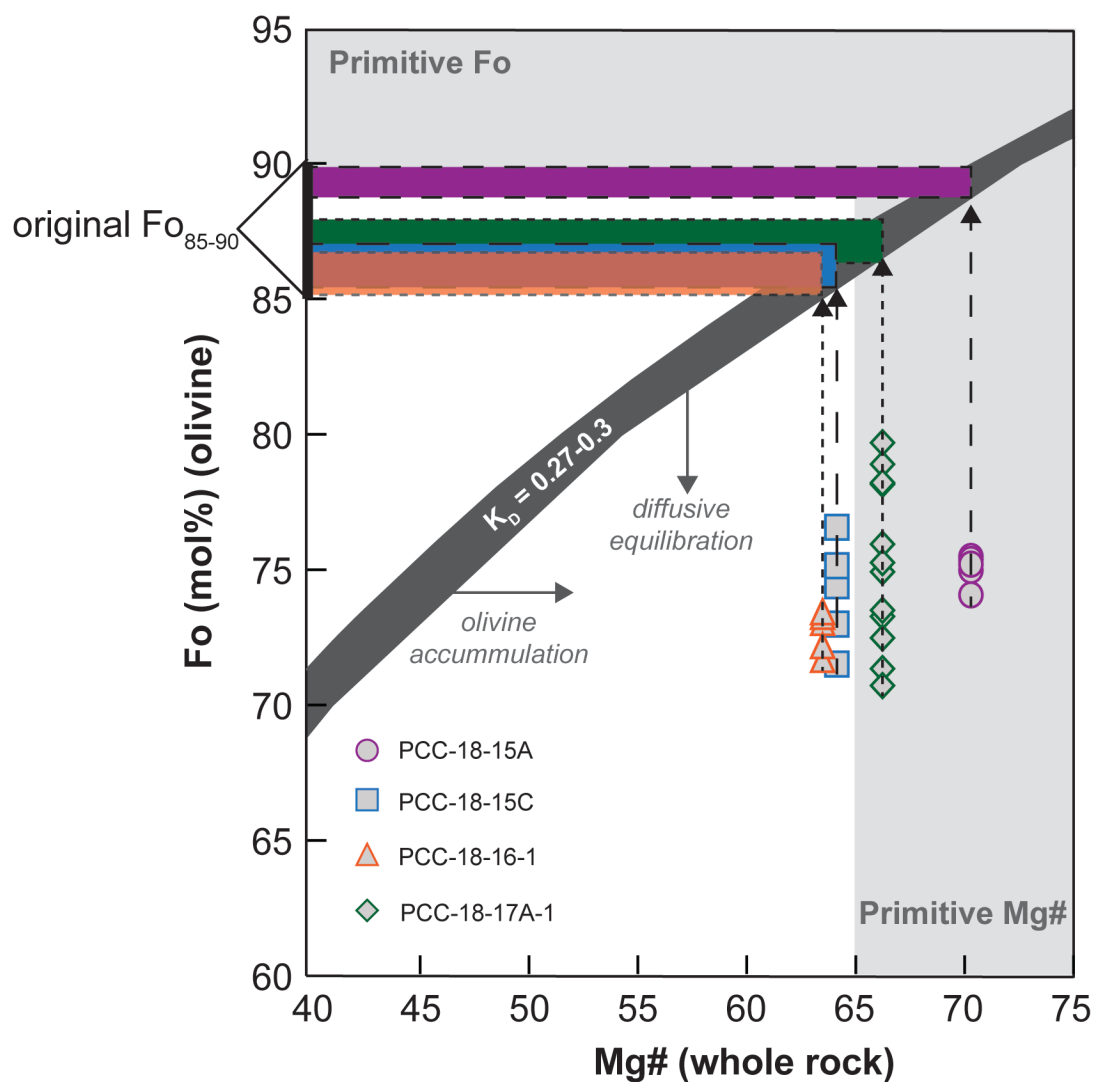 95
Primitive Fo
90
original Fo85-90
85
Fo (mol%) (olivine)
80
KD = 0.27-0.3
diffusive
equilibration
75
olivine
accummulation
70
PCC-18-15A
PCC-18-15C
65
PCC-18-16-1
PCC-18-17A-1
Primitive Mg#
60
40 45 50 55 60 65 70 75
Mg# (whole rock)